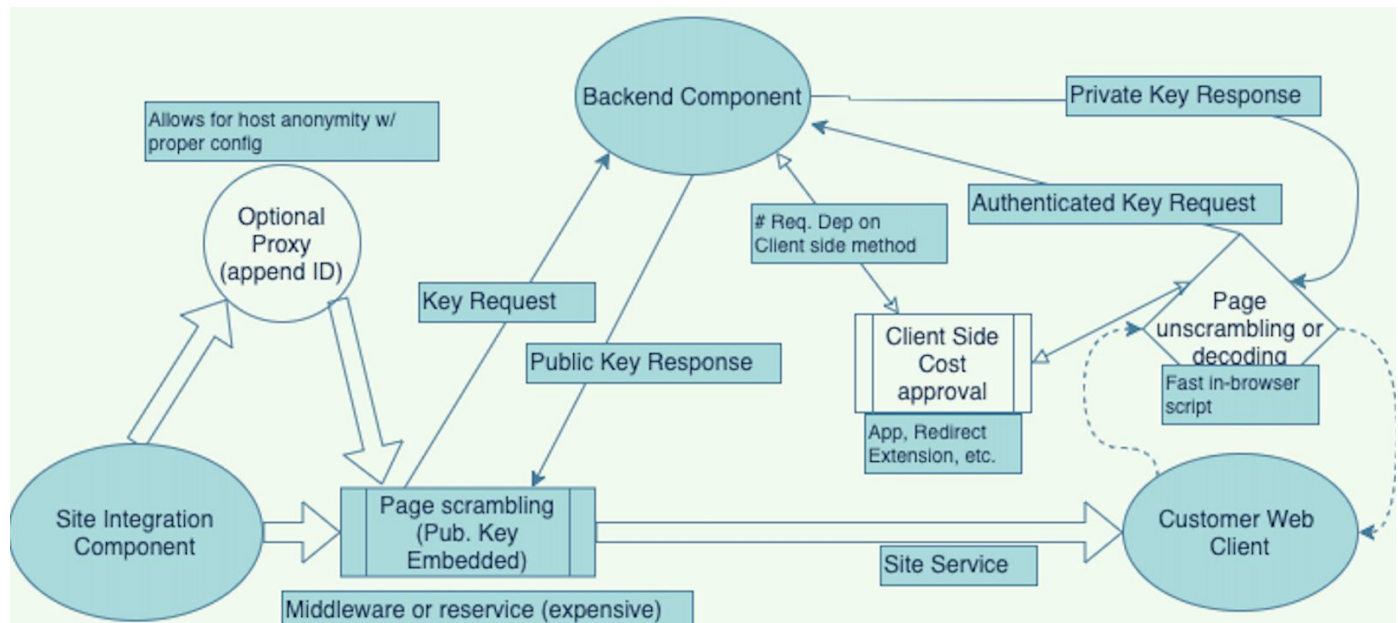 Backend Component
Private Key Response
Allows for host anonymity w/
proper config
Authenticated Key Request
Optional
Proxy
(append ID)
# Req. Dep on
Client side method
Key Request
Page
unscrambling or
decoding
Client Side
Cost
approval
Public Key Response
Fast in-browser
script
App, Redirect
Extension, etc.
Site Integration
Component
Page scrambling
(Pub. Key
Embedded)
Customer Web
Client
Site Service
Middleware or reservice (expensive)